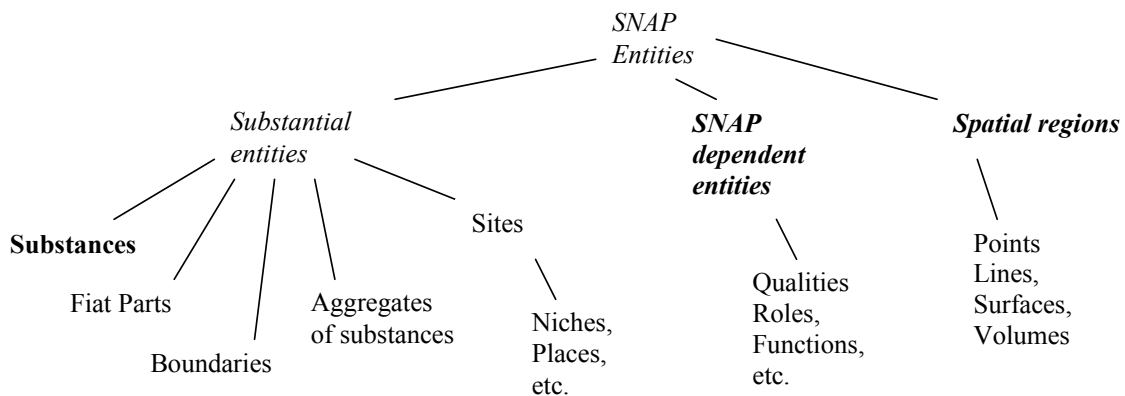 SNAP
Entities
Substantial
entities
SNAP
dependent
entities
Spatial regions
Substances
Fiat Parts
Boundaries
Aggregates
of substances
Sites
Niches,
Places,
etc.
Qualities
Roles,
Functions,
etc.
Points
Lines,
Surfaces,
Volumes